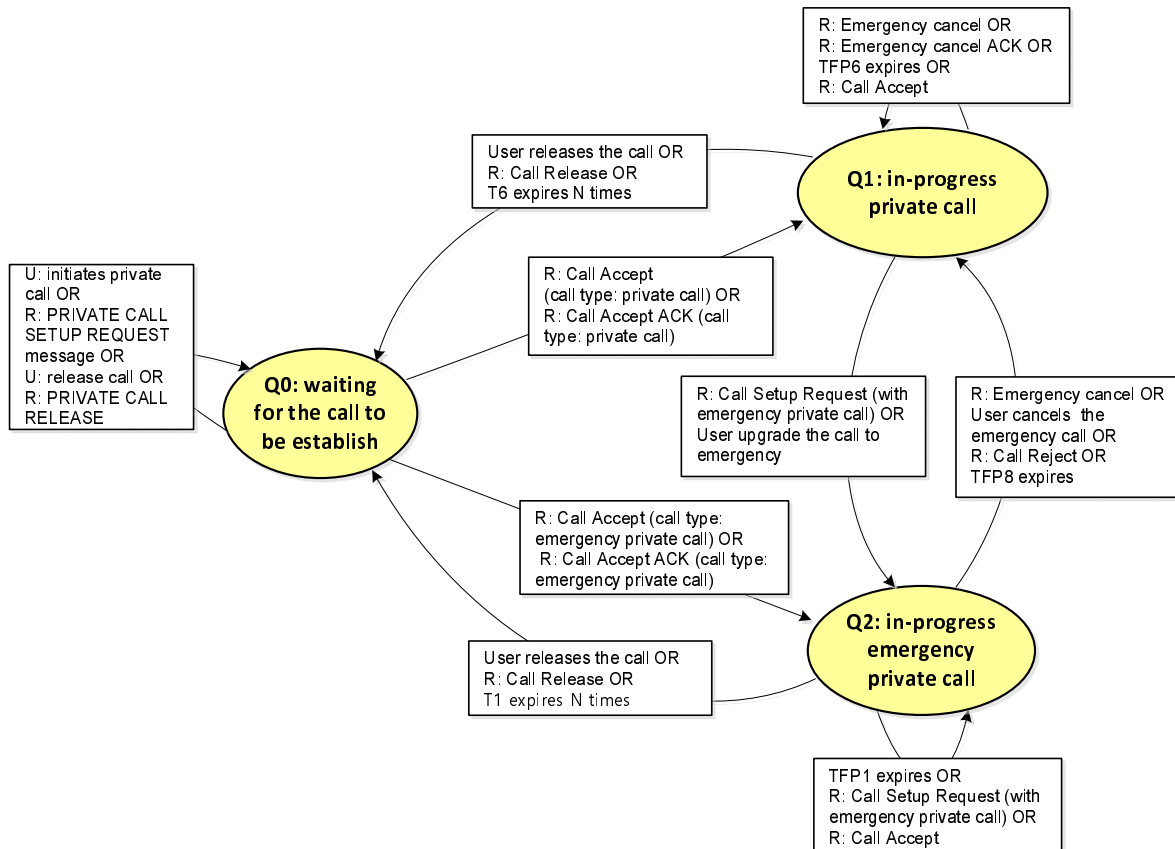 R: Emergency cancel OR
R: Emergency cancel ACK OR
TFP6 expires OR
R: Call Accept
User releases the call OR
R: Call Release OR
T6 expires N times
Q1: in-progress
private call
U: initiates private
call OR
R: PRIVATE CALL
SETUP REQUEST
message OR
U: release call OR
R: PRIVATE CALL
RELEASE
R: Call Accept
(call type: private call) OR
R: Call Accept ACK (call
type: private call)
Q0: waiting
for the call to
be establish
R: Call Setup Request (with
emergency private call) OR
User upgrade the call to
emergency
R: Emergency cancel OR
User cancels the
emergency call OR
R: Call Reject OR
TFP8 expires
R: Call Accept (call type:
emergency private call) OR
R: Call Accept ACK (call type:
emergency private call)
Q2: in-progress
emergency
private call
User releases the call OR
R: Call Release OR
T1 expires N times
TFP1 expires OR
R: Call Setup Request (with
emergency private call) OR
R: Call Accept